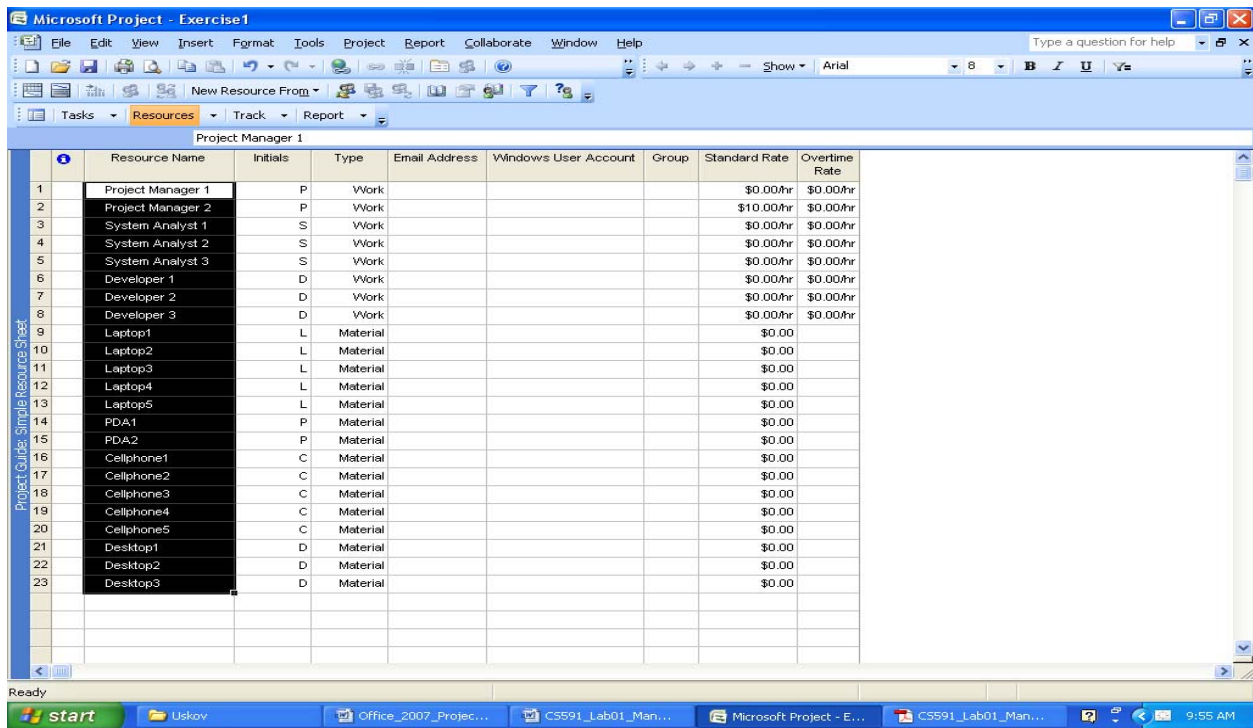 Microsoft Project - Exercise1
File Edit View Insert Format Tools Project Report Collaborate Window Help Type a question for help
Show Arial 8 B I U
New Resource From
Tasks Resources Track Report
Project Manager 1
Resource Name Initials Type Email Address Windows User Account Group Standard Rate Overtime Rate
1 Project Manager 1 P Work $0.00/hr $0.00/hr
2 Project Manager 2 P Work $10.00/hr $0.00/hr
3 System Analyst 1 S Work $0.00/hr $0.00/hr
4 System Analyst 2 S Work $0.00/hr $0.00/hr
5 System Analyst 3 S Work $0.00/hr $0.00/hr
6 Developer 1 D Work $0.00/hr $0.00/hr
7 Developer 2 D Work $0.00/hr $0.00/hr
8 Developer 3 D Work $0.00/hr $0.00/hr
9 Laptop1 L Material $0.00
10 Laptop2 L Material $0.00
11 Laptop3 L Material $0.00
12 Laptop4 L Material $0.00
13 Laptop5 L Material $0.00
14 PDA1 P Material $0.00
15 PDA2 P Material $0.00
16 Cellphone1 C Material $0.00
17 Cellphone2 C Material $0.00
18 Cellphone3 C Material $0.00
19 Cellphone4 C Material $0.00
20 Cellphone5 C Material $0.00
21 Desktop1 D Material $0.00
22 Desktop2 D Material $0.00
23 Desktop3 D Material $0.00
Project Guide: Simple Resource Sheet
Ready
start Uskov Office_2007_Projec... CS591_Lab01_Man... Microsoft Project - E... CS591_Lab01_Man... 9:55 AM